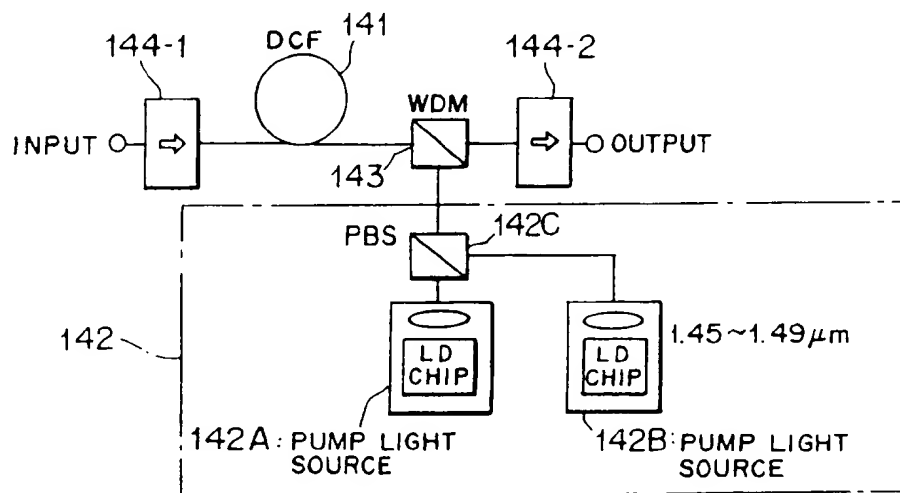 144-1
DCF
141
144-2
WDM
INPUT
OUTPUT
143
PBS
142C
142
LD
CHIP
LD
CHIP
1.45~1.49μm
142A: PUMP LIGHT
SOURCE
142B: PUMP LIGHT
SOURCE